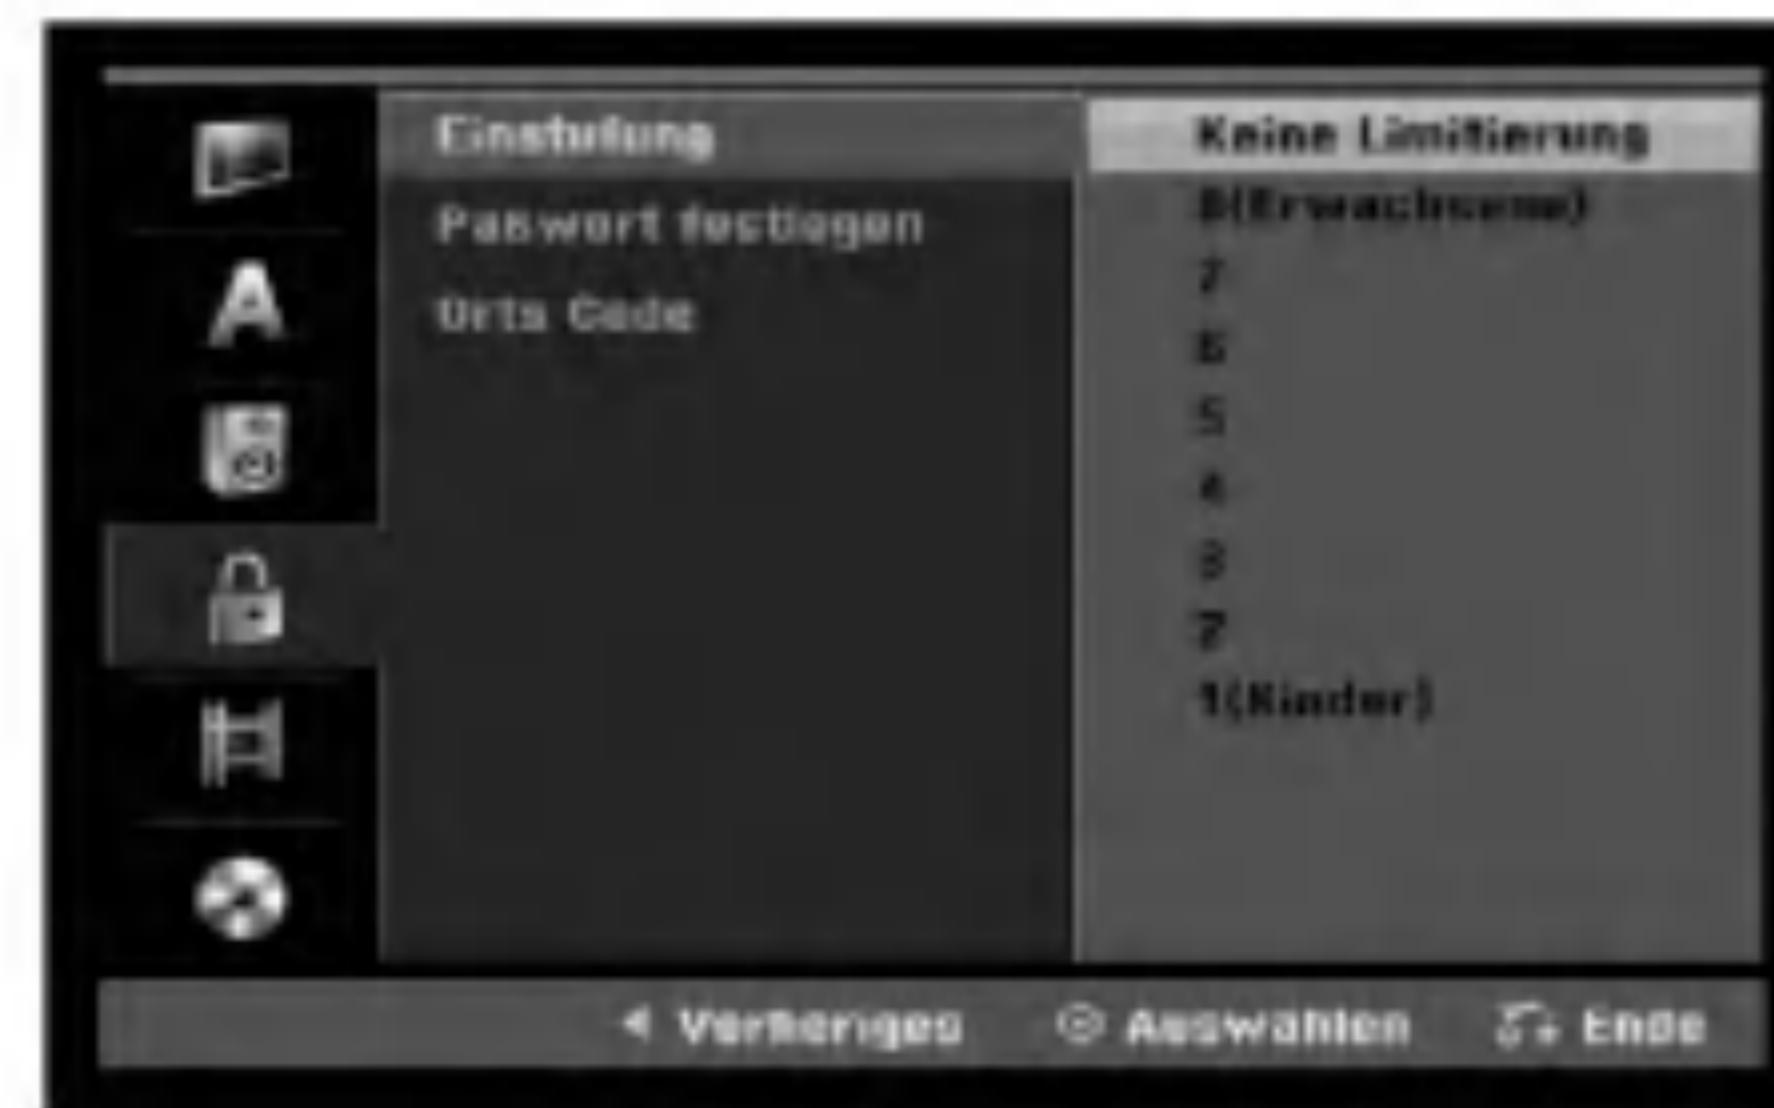 Einstufung
Paßwort festlegen
Orts Code
Keine Limitierung
8(Erwachsene)
7
6
5
4
3
2
1(Kinder)
Vorheriges
Auswählen
Ende